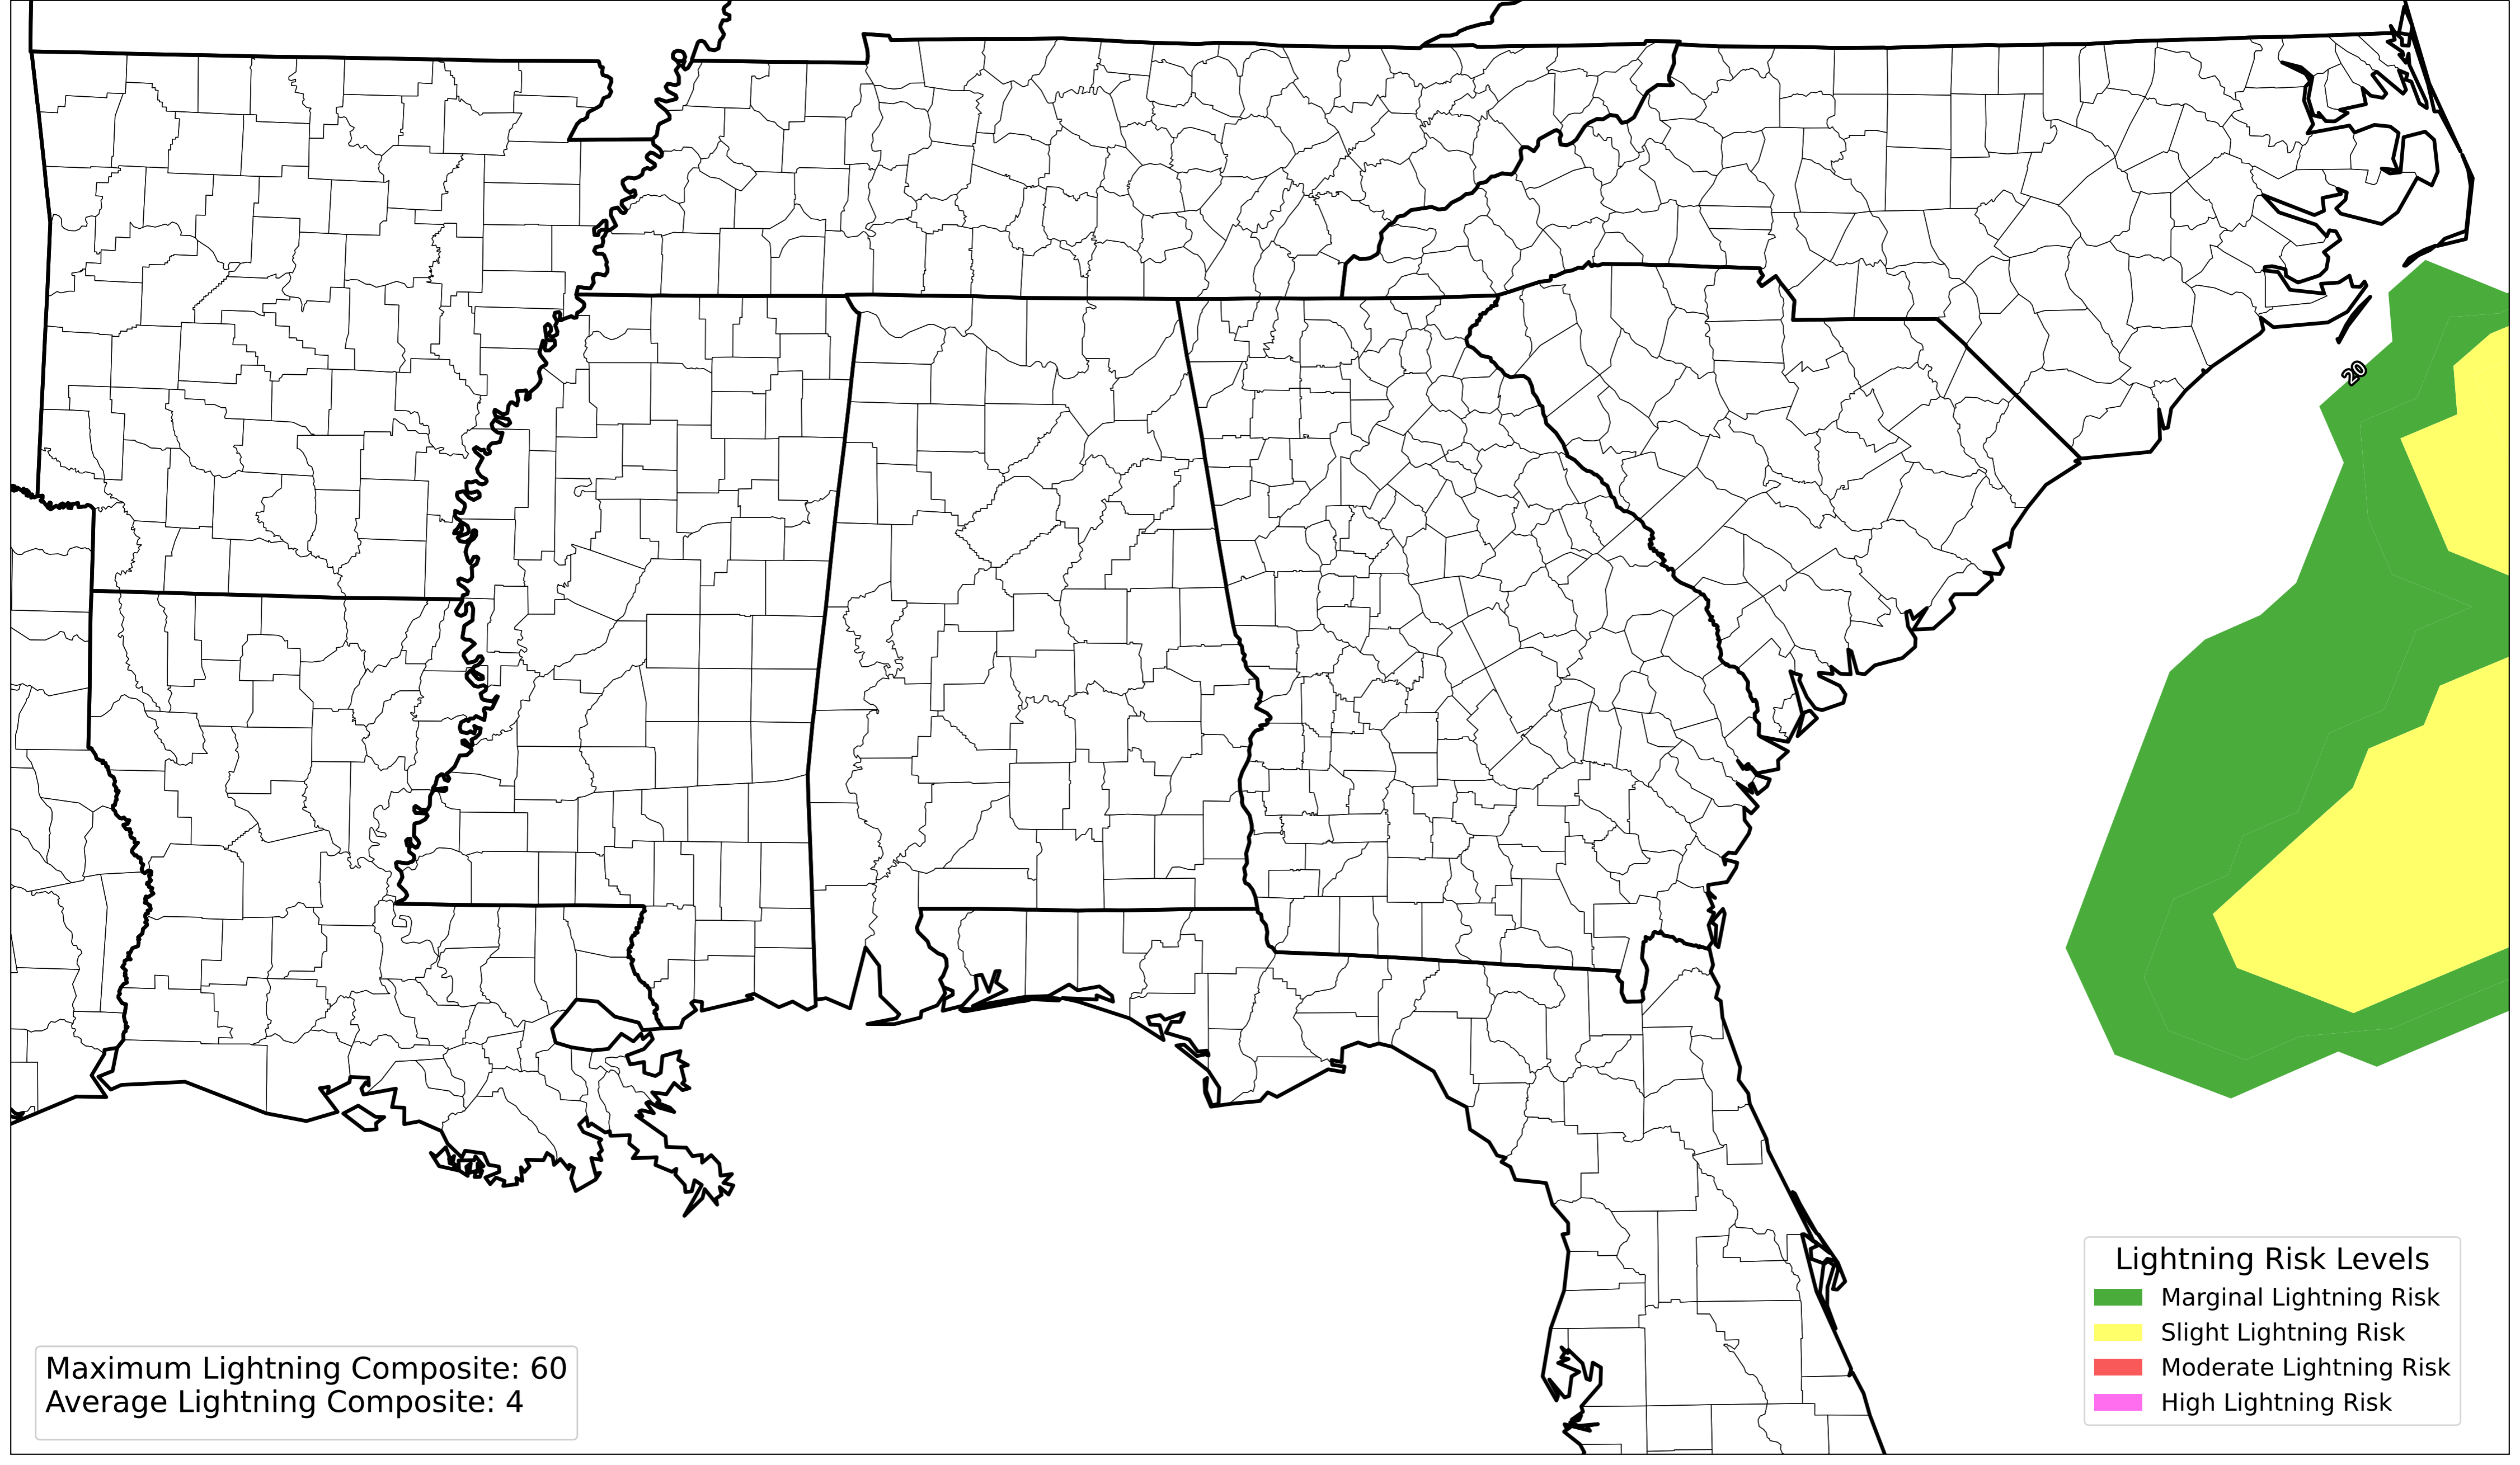 20
Lightning Risk Levels
Marginal Lightning Risk
Slight Lightning Risk
Moderate Lightning Risk
High Lightning Risk
Maximum Lightning Composite: 60
Average Lightning Composite: 4